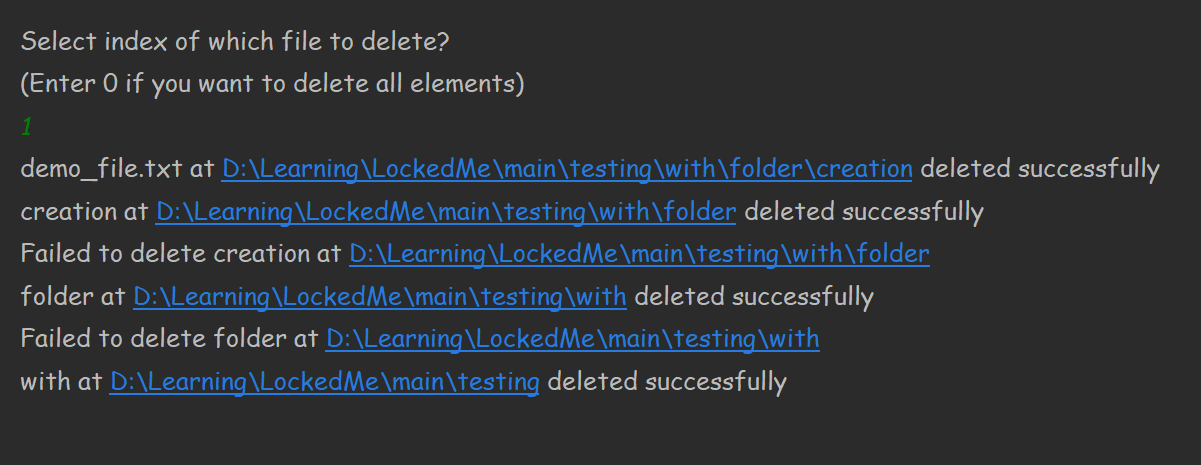 Select index of which file to delete?
(Enter 0 if you want to delete all elements)
1
demo_file.txt at D:\Learning\LockedMe\main\testing\with\folder\creation deleted successfully
creation at D:\Learning\LockedMe\main\testing\with\folder deleted successfully
Failed to delete creation at D:\Learning\LockedMe\main\testing\with\folder
folder at D:\Learning\LockedMe\main\testing\with deleted successfully
Failed to delete folder at D:\Learning\LockedMe\main\testing\with
with at D:\Learning\LockedMe\main\testing deleted successfully